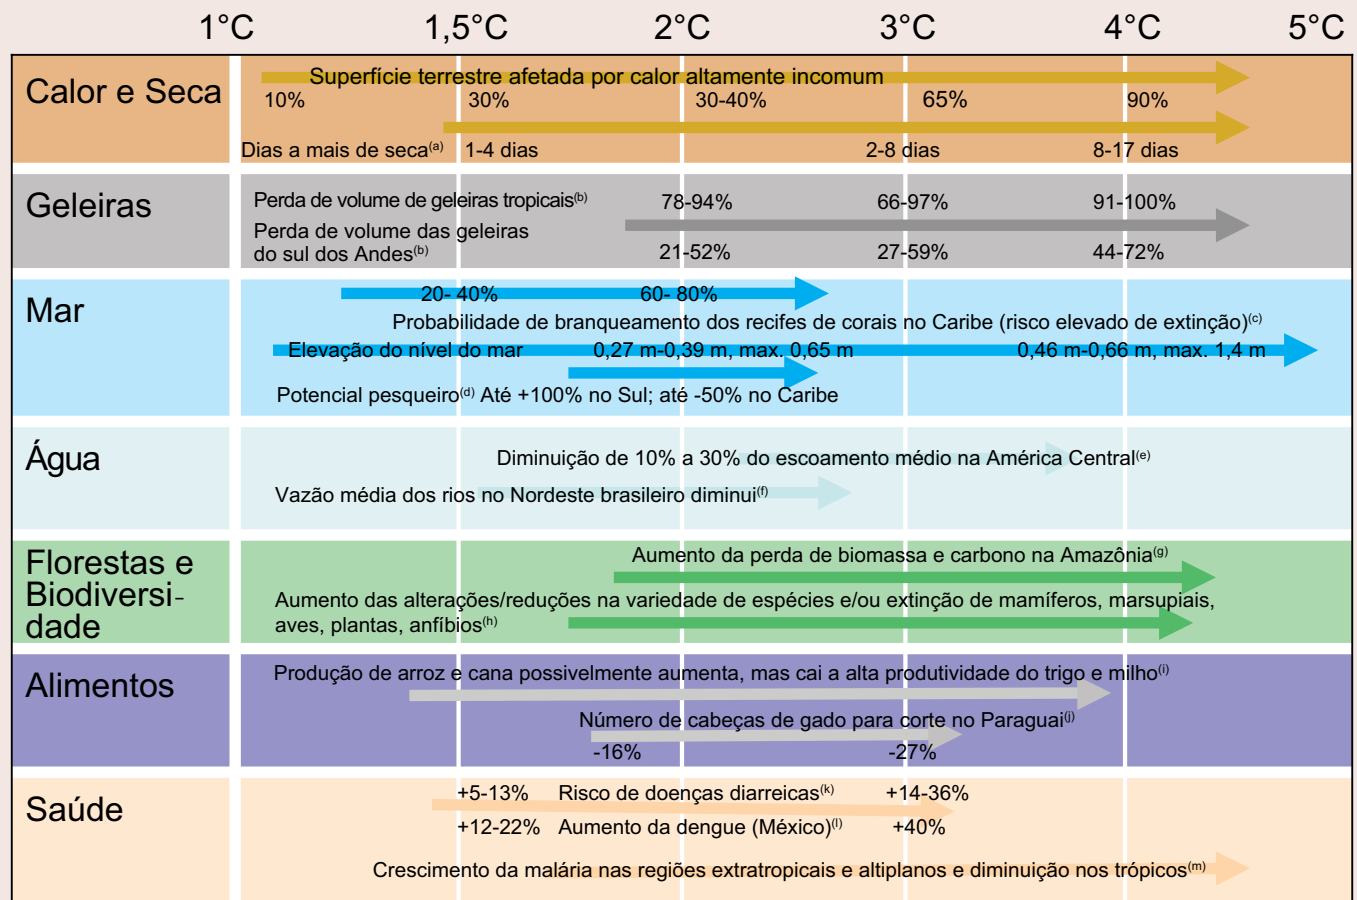 1°C 1,5°C 2°C 3°C 4°C 5°C
Calor e Seca
Superfície terrestre afetada por calor altamente incomum
10% 30% 30-40% 65% 90%
Dias a mais de seca(a) 1-4 dias 2-8 dias 8-17 dias
Geleiras
Perda de volume de geleiras tropicais(b) 78-94% 66-97% 91-100%
Perda de volume das geleiras
do sul dos Andes(b) 21-52% 27-59% 44-72%
Mar
20- 40% 60- 80%
Probabilidade de branqueamento dos recifes de corais no Caribe (risco elevado de extinção)(c)
Elevação do nível do mar 0,27 m-0,39 m, max. 0,65 m 0,46 m-0,66 m, max. 1,4 m
Potencial pesqueiro(d) Até +100% no Sul; até -50% no Caribe
Água
Diminuição de 10% a 30% do escoamento médio na América Central(e)
Vazão média dos rios no Nordeste brasileiro diminui(f)
Florestas e
Biodiversi-
dade
Aumento da perda de biomassa e carbono na Amazônia(g)
Aumento das alterações/reduções na variedade de espécies e/ou extinção de mamíferos, marsupiais,
aves, plantas, anfíbios(h)
Alimentos
Produção de arroz e cana possivelmente aumenta, mas cai a alta produtividade do trigo e milho(i)
Número de cabeças de gado para corte no Paraguai(j)
-16% -27%
Saúde
+5-13% Risco de doenças diarreicas(k) +14-36%
+12-22% Aumento da dengue (México)(l) +40%
Crescimento da malária nas regiões extratropicais e altiplanos e diminuição nos trópicos(m)